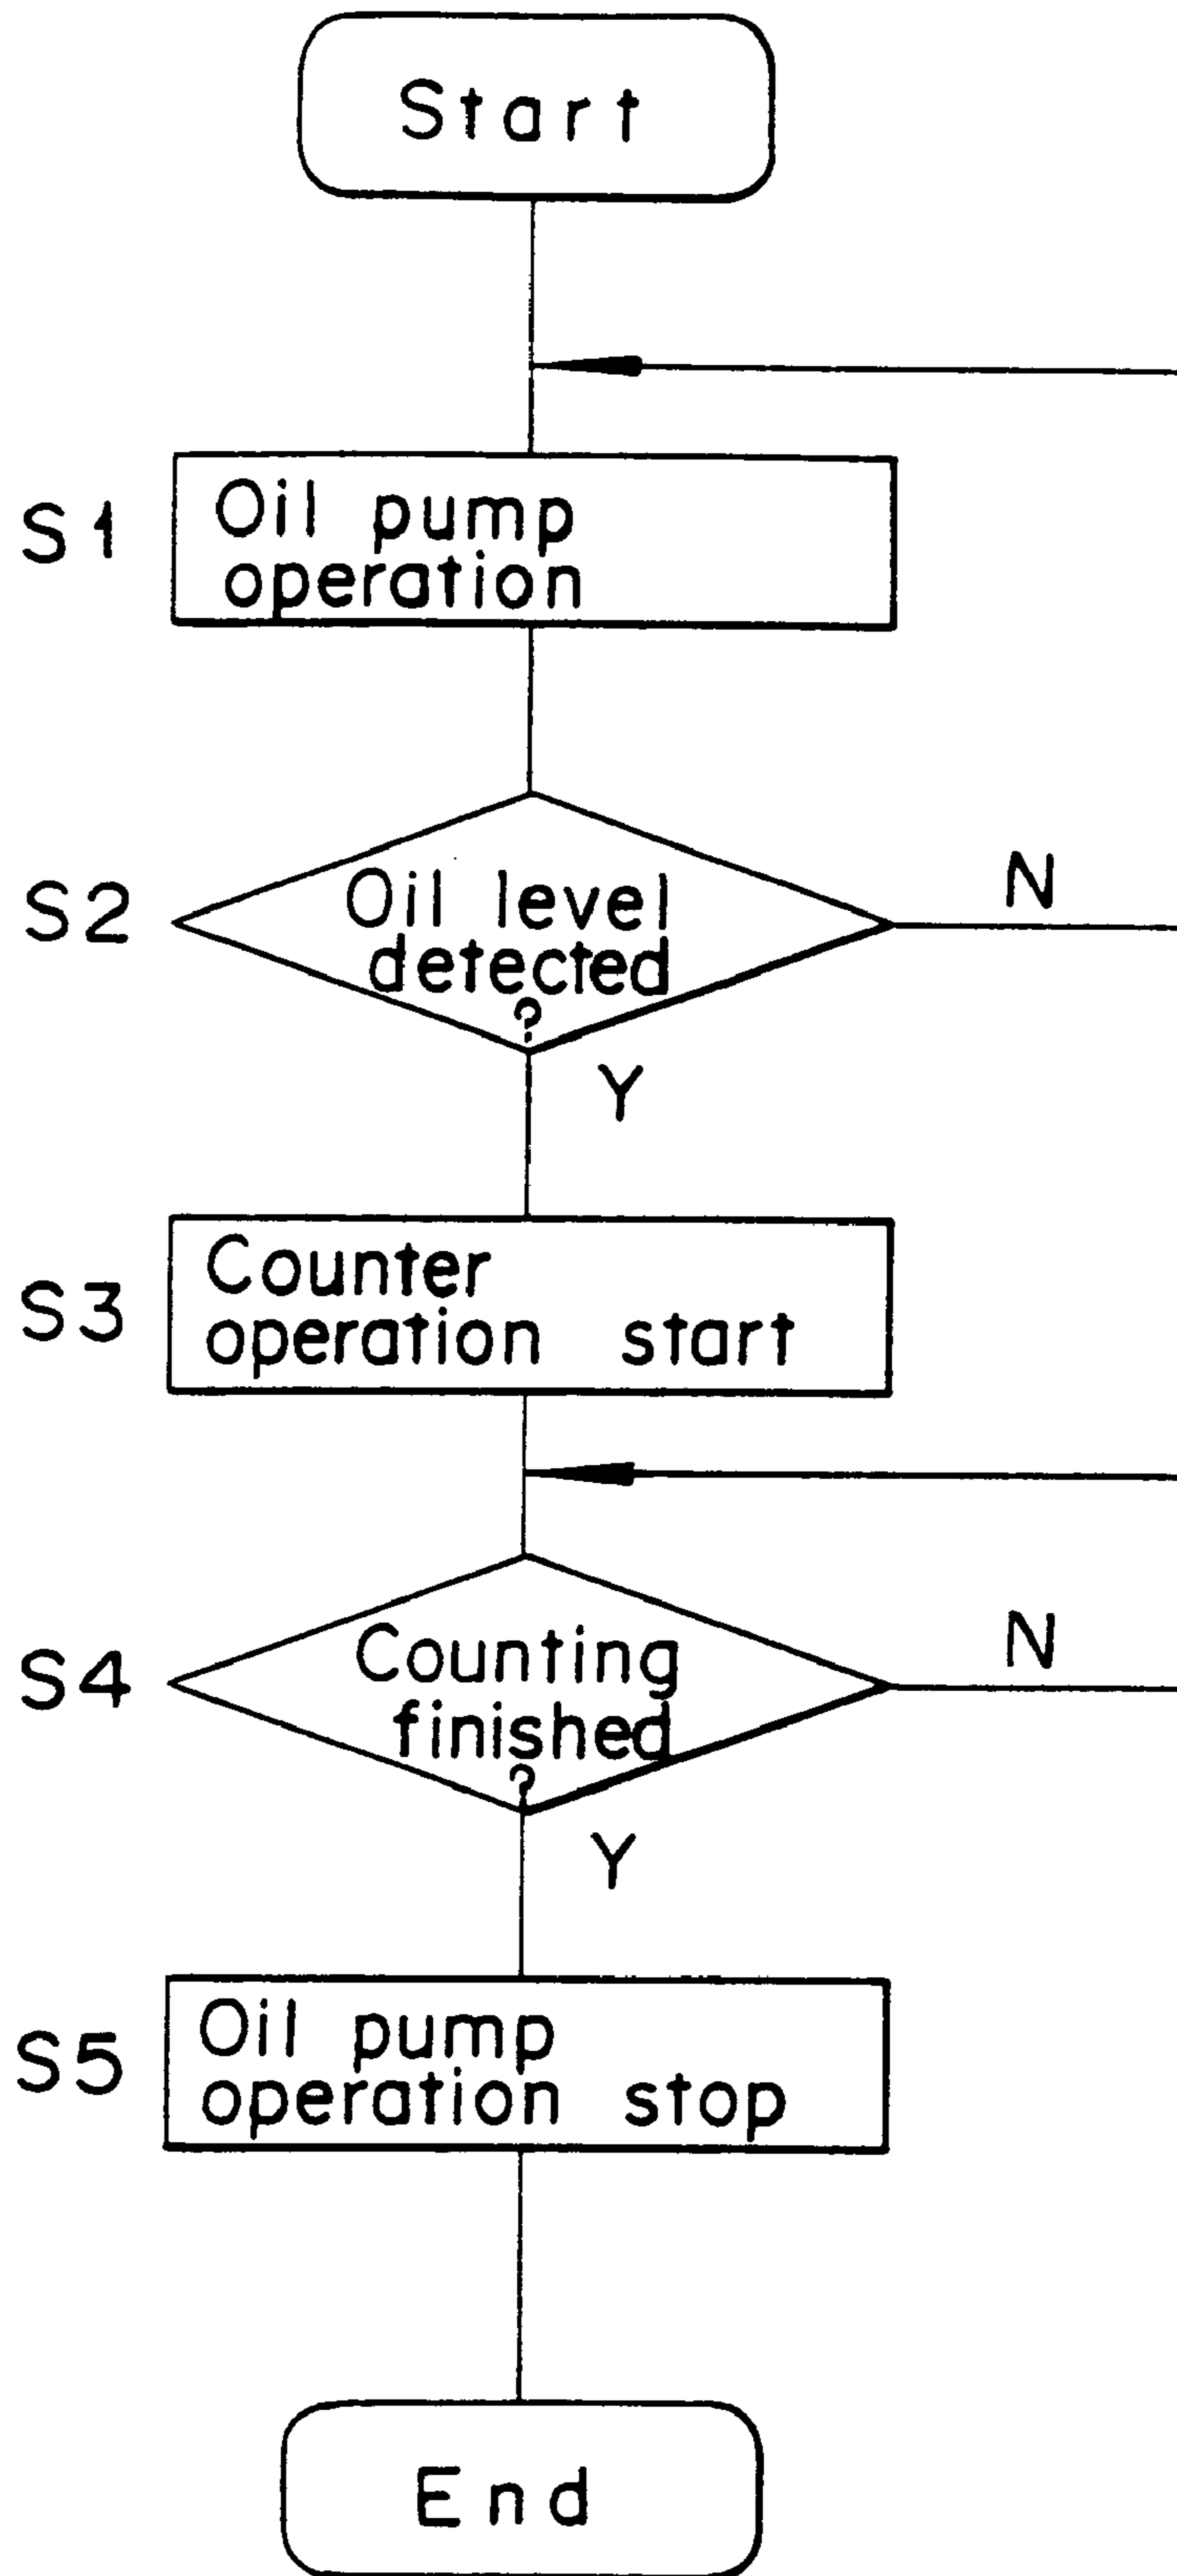 Start
S1
Oil pump
operation
S2
Oil level
detected
?
N
Y
S3
Counter
operation start
S4
Counting
finished
?
N
Y
S5
Oil pump
operation stop
End